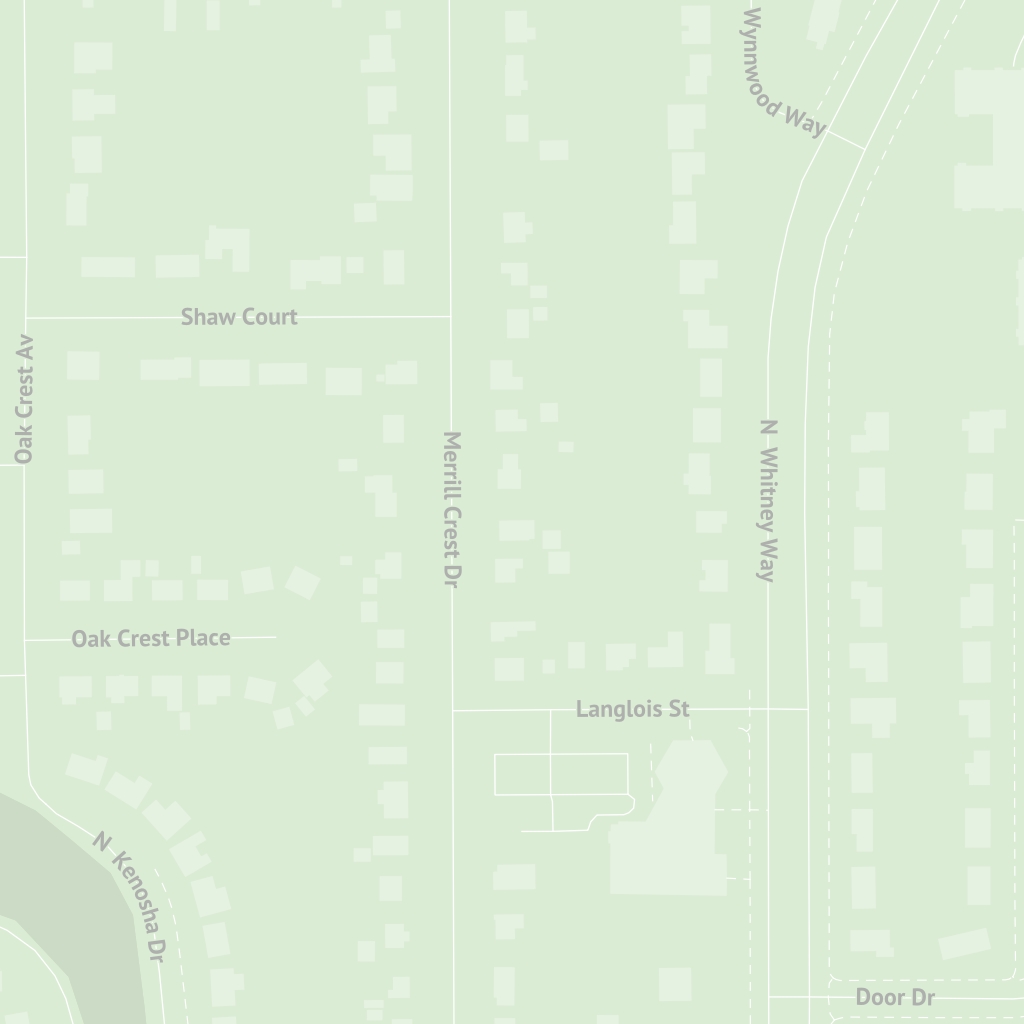 Wynnwood Way
Shaw Court
Oak Crest Av
N Whitney Way
Merrill Crest Dr
Oak Crest Place
Langlois St
N Kenosha Dr
Door Dr